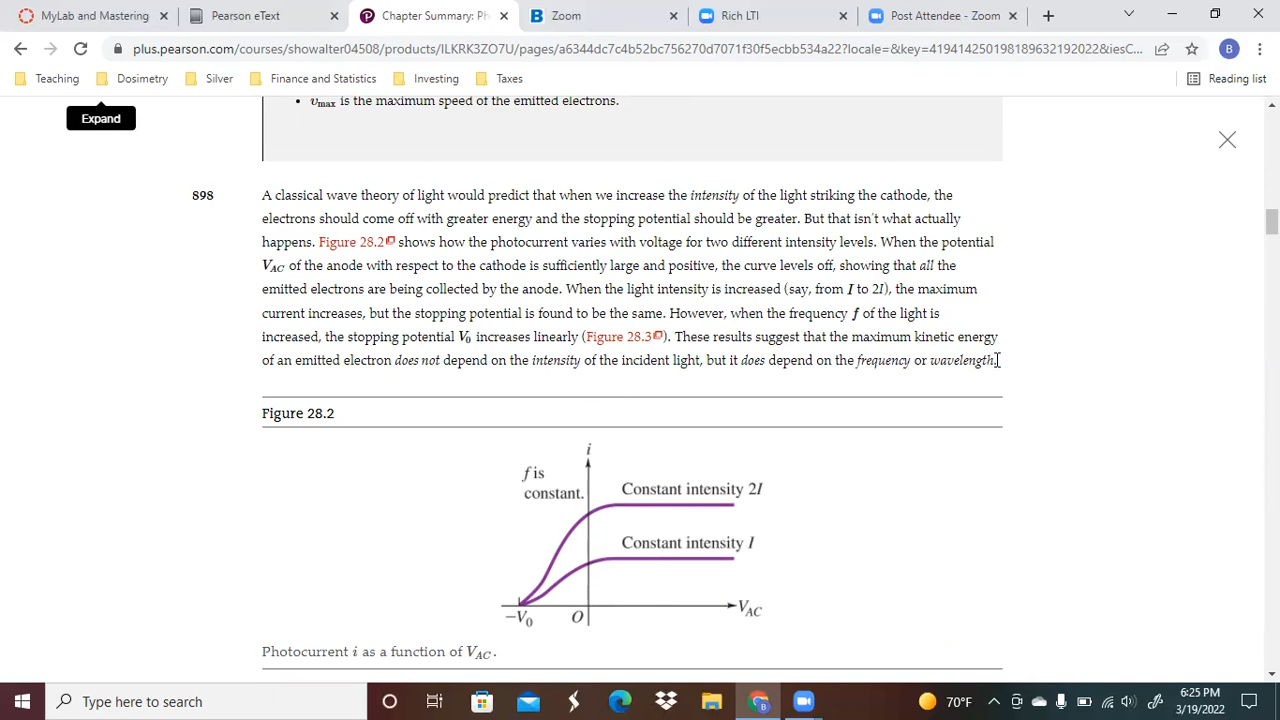 MyLab and Mastering
Pearson eText
Chapter Summary: Ph
Zoom
Rich LTI
Post Attendee - Zoom
plus.pearson.com/courses/showalter04508/products/ILKRK3ZO7U/pages/a6344dc7c4b52bc756270d7071f30f5ecbb534a22?locale=&key=419414250198189632192022&iesC...
Teaching
Dosimetry
Silver
Finance and Statistics
Investing
Taxes
Reading list
Expand
• υmax is the maximum speed of the emitted electrons.
898
A classical wave theory of light would predict that when we increase the intensity of the light striking the cathode, the
electrons should come off with greater energy and the stopping potential should be greater. But that isn't what actually
happens. Figure 28.2 shows how the photocurrent varies with voltage for two different intensity levels. When the potential
VAC of the anode with respect to the cathode is sufficiently large and positive, the curve levels off, showing that all the
emitted electrons are being collected by the anode. When the light intensity is increased (say, from I to 2I), the maximum
current increases, but the stopping potential is found to be the same. However, when the frequency f of the light is
increased, the stopping potential V0 increases linearly (Figure 28.3). These results suggest that the maximum kinetic energy
of an emitted electron does not depend on the intensity of the incident light, but it does depend on the frequency or wavelength.
Figure 28.2
i
f is
constant.
Constant intensity 2I
Constant intensity I
−V0
O
VAC
Photocurrent i as a function of VAC.
Type here to search
70°F
6:25 PM
3/19/2022
B